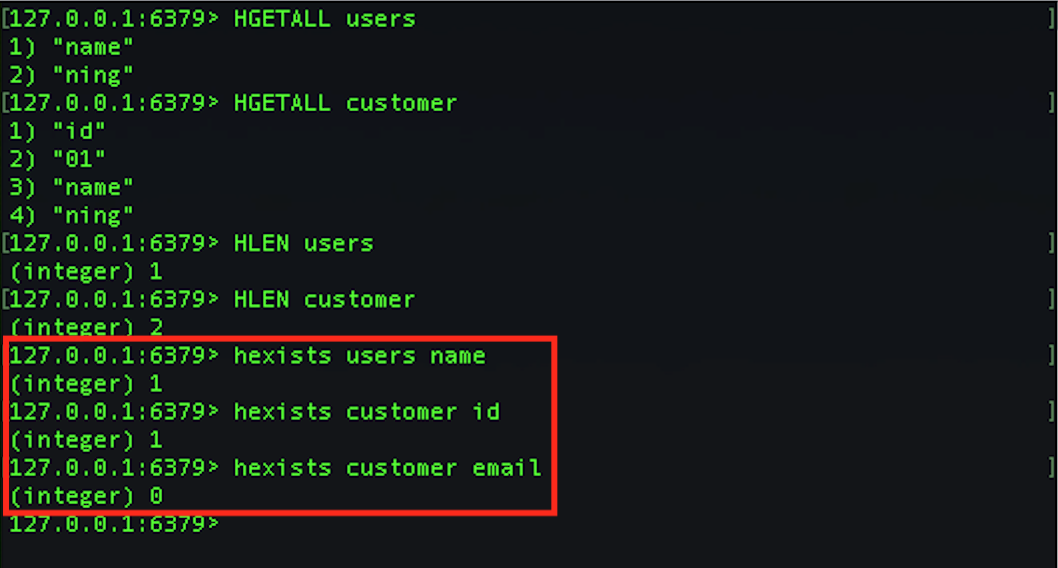 [127.0.0.1:6379> HGETALL users ]
1) "name"
2) "ning"
[127.0.0.1:6379> HGETALL customer ]
1) "id"
2) "01"
3) "name"
4) "ning"
[127.0.0.1:6379> HLEN users ]
(integer) 1
[127.0.0.1:6379> HLEN customer ]
(integer) 2
127.0.0.1:6379> hexists users name ]
(integer) 1
127.0.0.1:6379> hexists customer id ]
(integer) 1
127.0.0.1:6379> hexists customer email ]
(integer) 0
127.0.0.1:6379>